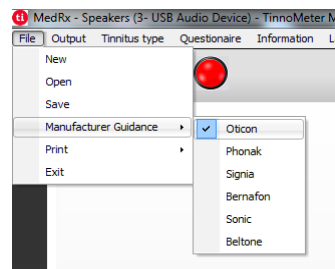 ti MedRx - Speakers (3- USB Audio Device) - TinnoMeter M
File Output Tinnitus type Questionaire Information L
New
Open
Save
Manufacturer Guidance
Oticon
Print
Phonak
Exit
Signia
Bernafon
Sonic
Beltone